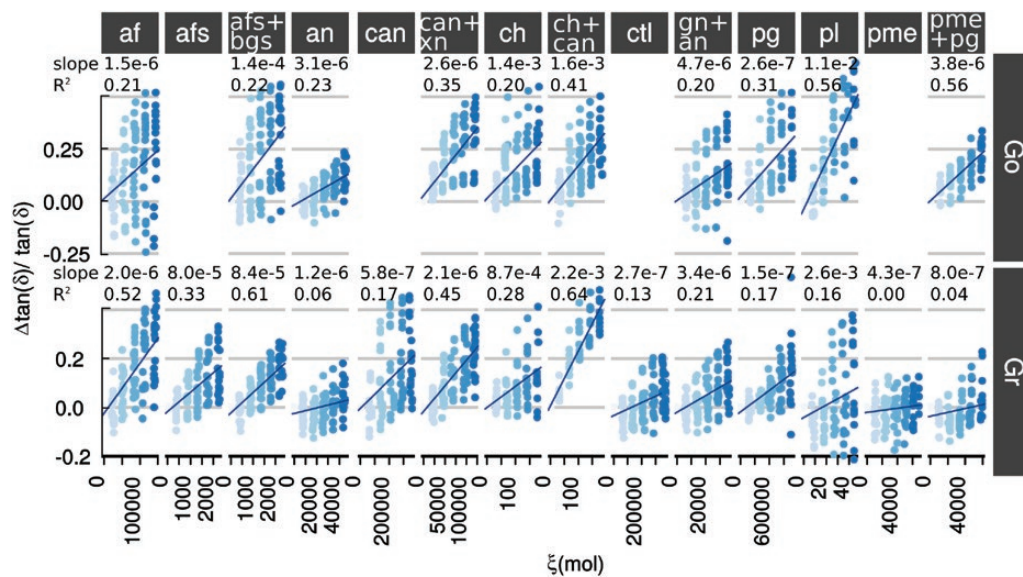 af afs afs+ bgs an can can+ xn ch ch+ can ctl gn+ an pg pl pme pme +pg
slope 1.5e-6 1.4e-4 3.1e-6 2.6e-6 1.4e-3 1.6e-3 4.7e-6 2.6e-7 1.1e-2 3.8e-6
R² 0.21 0.22 0.23 0.35 0.20 0.41 0.20 0.31 0.56 0.56
0.25
0.00
-0.25
Go
slope 2.0e-6 8.0e-5 8.4e-5 1.2e-6 5.8e-7 2.1e-6 8.7e-4 2.2e-3 2.7e-7 3.4e-6 1.5e-7 2.6e-3 4.3e-7 8.0e-7
R² 0.52 0.33 0.61 0.06 0.17 0.45 0.28 0.64 0.13 0.21 0.17 0.16 0.00 0.04
0.2
0.0
-0.2
Gr
Δtan(δ)/ tan(δ)
0 100000 0 1000 2000 0 1000 2000 0 20000 40000 0 200000 0 50000 100000 0 100 0 100 0 200000 0 20000 40000 0 600000 0 20 40 0 40000 0 40000
ξ(mol)